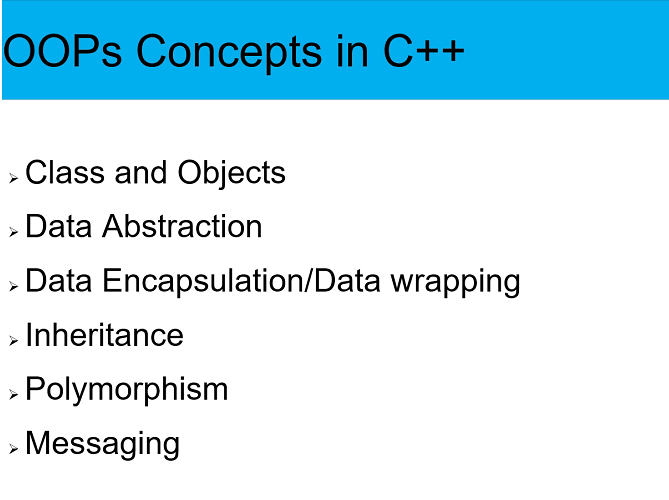 OOPs Concepts in C++
Class and Objects
Data Abstraction
Data Encapsulation/Data wrapping
Inheritance
Polymorphism
Messaging